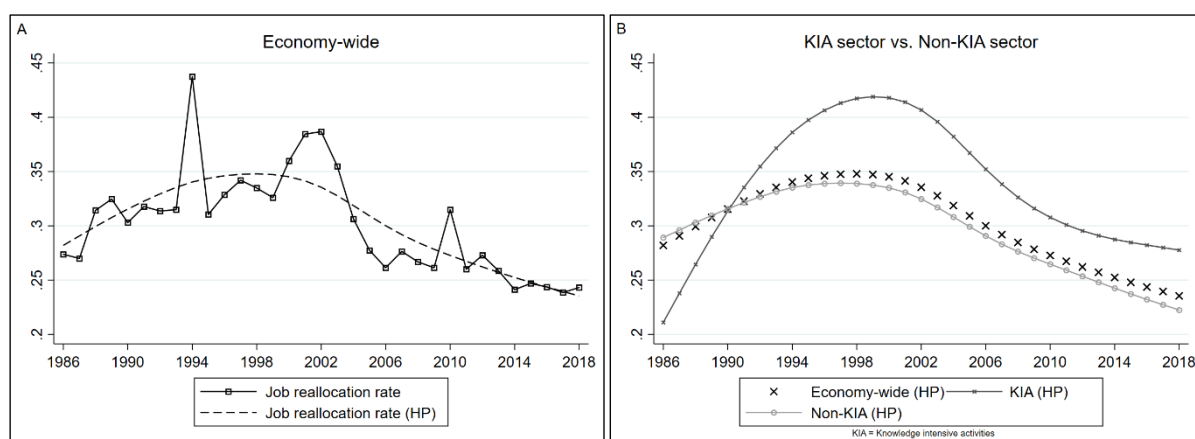 A
Economy-wide
.45
.4
.35
.3
.25
.2
1986 1990 1994 1998 2002 2006 2010 2014 2018
Job reallocation rate
Job reallocation rate (HP)
B
KIA sector vs. Non-KIA sector
.45
.4
.35
.3
.25
.2
1986 1990 1994 1998 2002 2006 2010 2014 2018
Economy-wide (HP) KIA (HP)
Non-KIA (HP)
KIA = Knowledge intensive activities